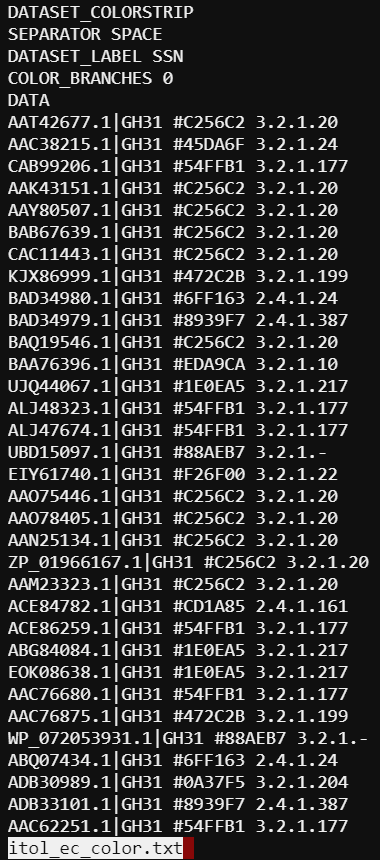 DATASET_COLORSTRIP
SEPARATOR SPACE
DATASET_LABEL SSN
COLOR_BRANCHES 0
DATA
AAT42677.1|GH31 #C256C2 3.2.1.20
AAC38215.1|GH31 #45DA6F 3.2.1.24
CAB99206.1|GH31 #54FFB1 3.2.1.177
AAK43151.1|GH31 #C256C2 3.2.1.20
AAY80507.1|GH31 #C256C2 3.2.1.20
BAB67639.1|GH31 #C256C2 3.2.1.20
CAC11443.1|GH31 #C256C2 3.2.1.20
KJX86999.1|GH31 #472C2B 3.2.1.199
BAD34980.1|GH31 #6FF163 2.4.1.24
BAD34979.1|GH31 #8939F7 2.4.1.387
BAQ19546.1|GH31 #C256C2 3.2.1.20
BAA76396.1|GH31 #EDA9CA 3.2.1.10
UJQ44067.1|GH31 #1E0EA5 3.2.1.217
ALJ48323.1|GH31 #54FFB1 3.2.1.177
ALJ47674.1|GH31 #54FFB1 3.2.1.177
UBD15097.1|GH31 #88AEB7 3.2.1.-
EIY61740.1|GH31 #F26F00 3.2.1.22
AAO75446.1|GH31 #C256C2 3.2.1.20
AAO78405.1|GH31 #C256C2 3.2.1.20
AAN25134.1|GH31 #C256C2 3.2.1.20
ZP_01966167.1|GH31 #C256C2 3.2.1.20
AAM23323.1|GH31 #C256C2 3.2.1.20
ACE84782.1|GH31 #CD1A85 2.4.1.161
ACE86259.1|GH31 #54FFB1 3.2.1.177
ABG84084.1|GH31 #1E0EA5 3.2.1.217
EOK08638.1|GH31 #1E0EA5 3.2.1.217
AAC76680.1|GH31 #54FFB1 3.2.1.177
AAC76875.1|GH31 #472C2B 3.2.1.199
WP_072053931.1|GH31 #88AEB7 3.2.1.-
ABQ07434.1|GH31 #6FF163 2.4.1.24
ADB30989.1|GH31 #0A37F5 3.2.1.204
ADB33101.1|GH31 #8939F7 2.4.1.387
AAC62251.1|GH31 #54FFB1 3.2.1.177
itol_ec_color.txt